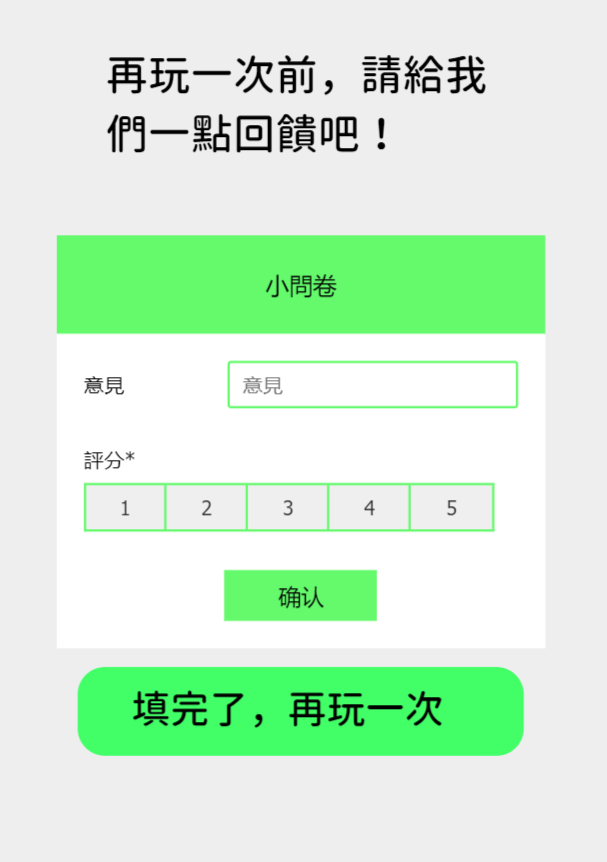 再玩一次前，請給我
們一點回饋吧！
小問卷
意見 意見
評分*
1 2 3 4 5
确认
填完了，再玩一次